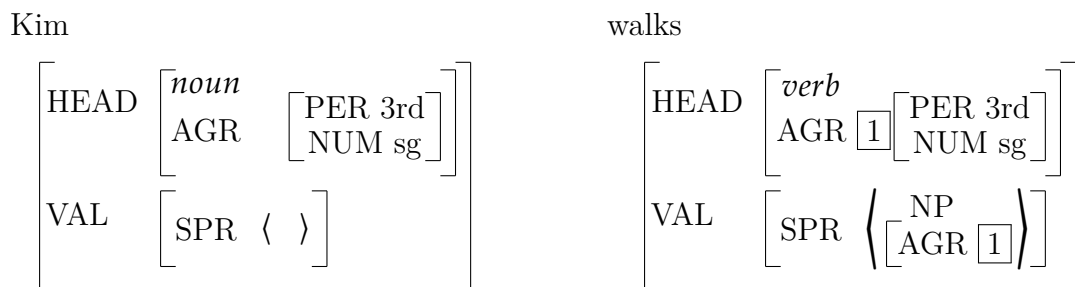 Kim
HEAD noun
AGR PER 3rd
NUM sg
VAL SPR ⟨ ⟩
walks
HEAD verb
AGR 1 PER 3rd
NUM sg
VAL SPR ⟨ NP
AGR 1 ⟩